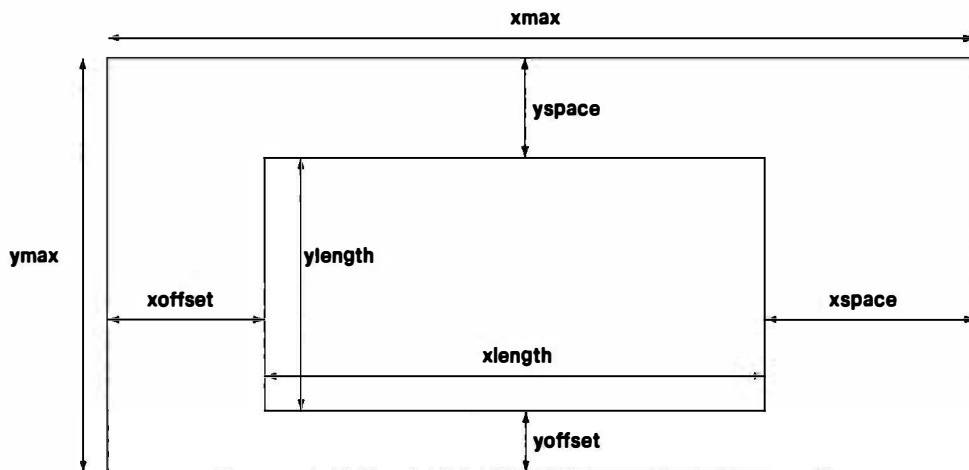 xmax
yspace
ymax
ylength
xoffset
xspace
xlength
yoffset